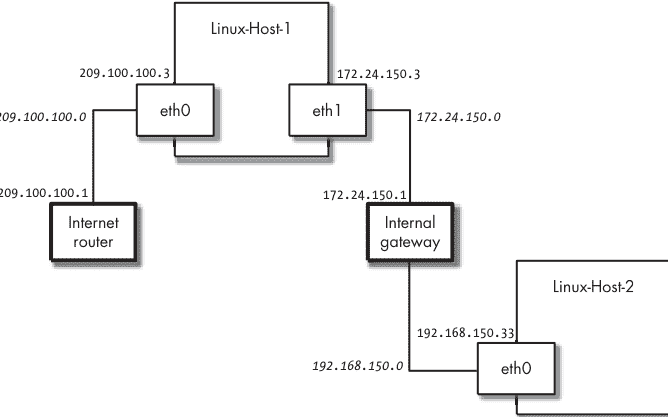 Linux-Host-1
209.100.100.3
172.24.150.3
eth0
eth1
209.100.100.0
172.24.150.0
209.100.100.1
172.24.150.1
Internet
router
Internal
gateway
Linux-Host-2
192.168.150.33
192.168.150.0
eth0